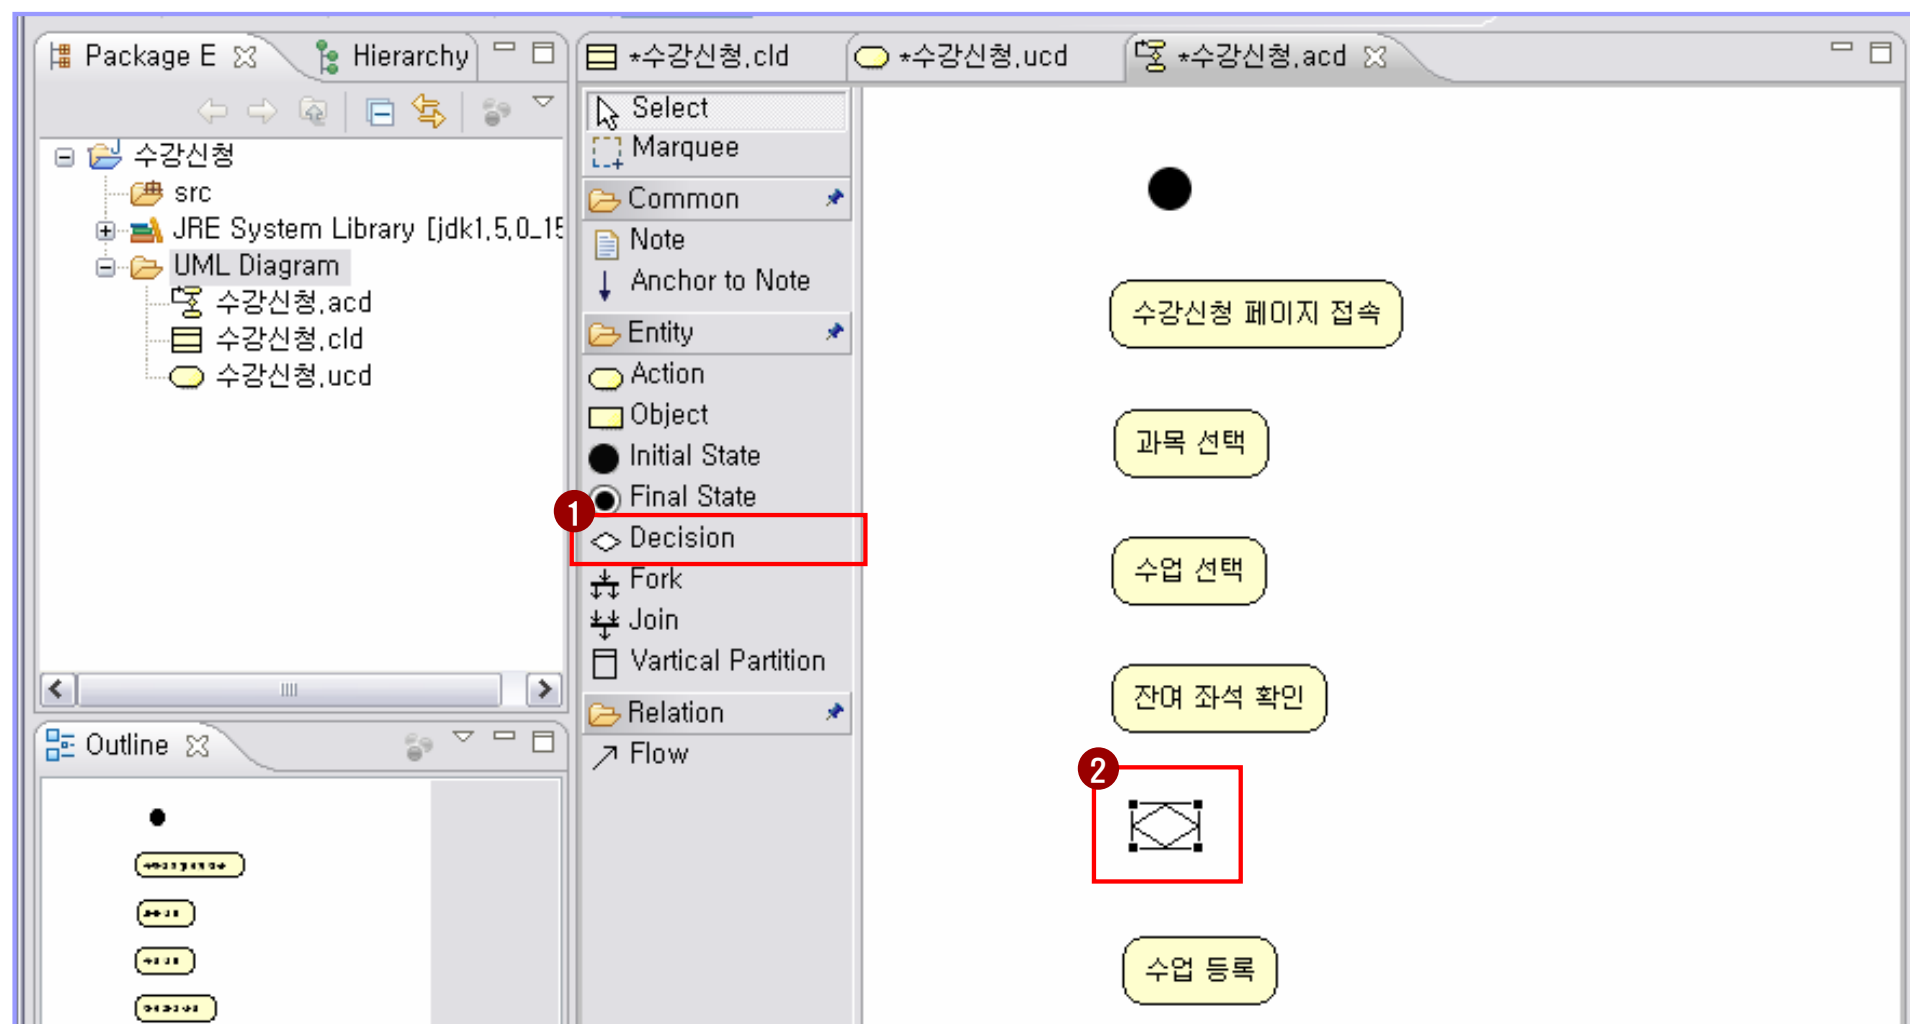 Package E
Hierarchy
*수강신청.cld
*수강신청.ucd
*수강신청.acd
수강신청
src
JRE System Library [jdk1.5.0_15
UML Diagram
수강신청.acd
수강신청.cld
수강신청.ucd
Outline
Select
Marquee
Common
Note
Anchor to Note
Entity
Action
Object
Initial State
Final State
1
Decision
Fork
Join
Vartical Partition
Relation
Flow
수강신청 페이지 접속
과목 선택
수업 선택
잔여 좌석 확인
2
수업 등록